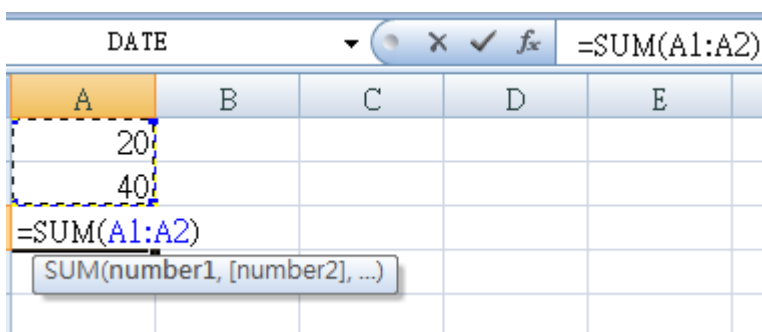 DATE fx =SUM(A1:A2)
A B C D E
20
40
=SUM(A1:A2)
SUM(number1, [number2], ...)